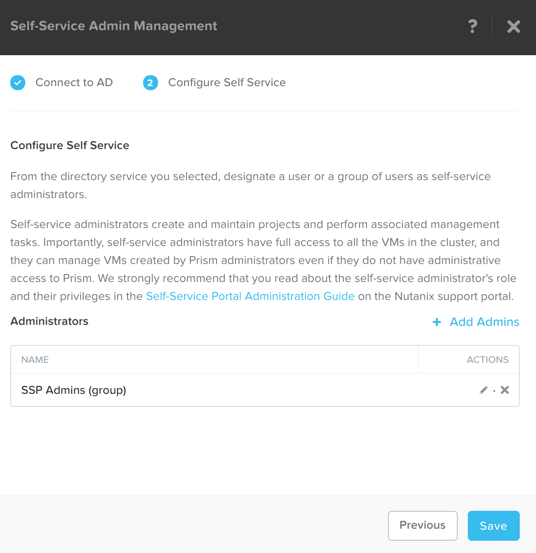 Self-Service Admin Management
?
Connect to AD
2 Configure Self Service
Configure Self Service
From the directory service you selected, designate a user or a group of users as self-service
administrators.
Self-service administrators create and maintain projects and perform associated management
tasks. Importantly, self-service administrators have full access to all the VMs in the cluster, and
they can manage VMs created by Prism administrators even if they do not have administrative
access to Prism. We strongly recommend that you read about the self-service administrator's role
and their privileges in the Self-Service Portal Administration Guide on the Nutanix support portal.
Administrators
+ Add Admins
NAME
ACTIONS
SSP Admins (group)
Previous
Save